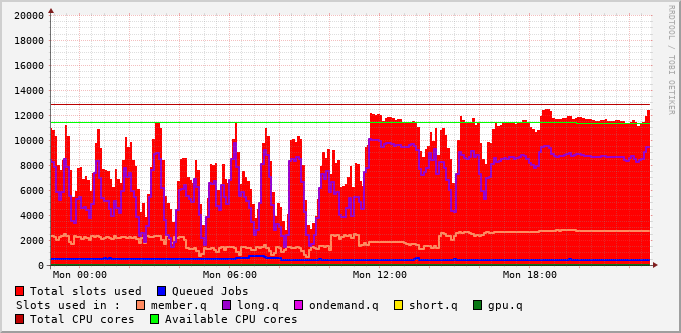 20000
18000
16000
14000
12000
10000
8000
6000
4000
2000
0
Mon 00:00 Mon 06:00 Mon 12:00 Mon 18:00
Total slots used Queued Jobs
Slots used in : member.q long.q ondemand.q short.q gpu.q
Total CPU cores Available CPU cores
RRDTOOL / TOBI OETIKER